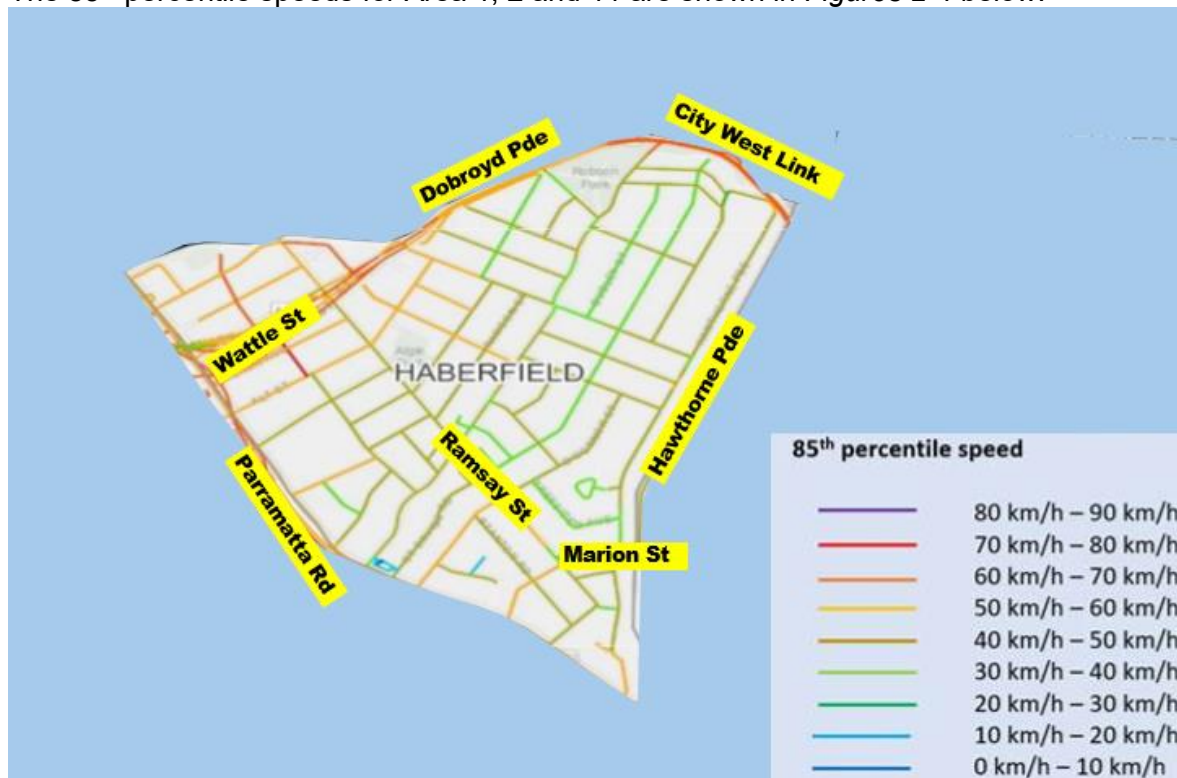 Dobroyd Pde
City West Link
Wattle St
HABERFIELD
Hawthorne Pde
Ramsay St
Parramatta Rd
Marion St
85th percentile speed
80 km/h – 90 km/h
70 km/h – 80 km/h
60 km/h – 70 km/h
50 km/h – 60 km/h
40 km/h – 50 km/h
30 km/h – 40 km/h
20 km/h – 30 km/h
10 km/h – 20 km/h
0 km/h – 10 km/h